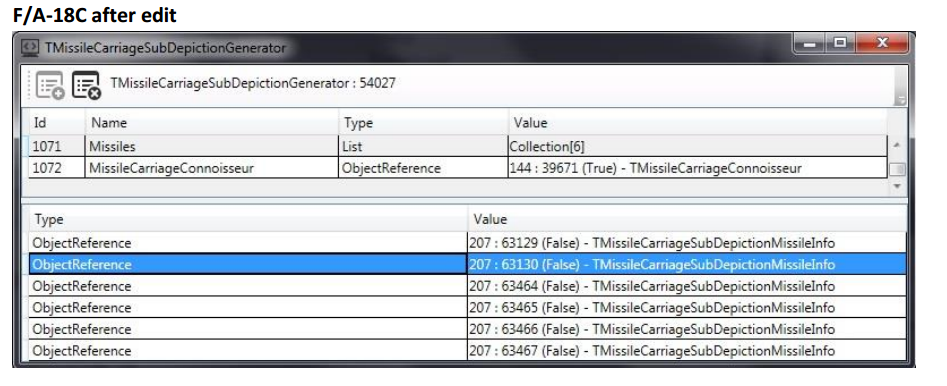 F/A-18C after edit
TMissileCarriageSubDepictionGenerator
TMissileCarriageSubDepictionGenerator : 54027
Id Name Type Value
1071 Missiles List Collection[6]
1072 MissileCarriageConnoisseur ObjectReference 144 : 39671 (True) - TMissileCarriageConnoisseur
Type Value
ObjectReference 207 : 63129 (False) - TMissileCarriageSubDepictionMissileInfo
ObjectReference 207 : 63130 (False) - TMissileCarriageSubDepictionMissileInfo
ObjectReference 207 : 63464 (False) - TMissileCarriageSubDepictionMissileInfo
ObjectReference 207 : 63465 (False) - TMissileCarriageSubDepictionMissileInfo
ObjectReference 207 : 63466 (False) - TMissileCarriageSubDepictionMissileInfo
ObjectReference 207 : 63467 (False) - TMissileCarriageSubDepictionMissileInfo